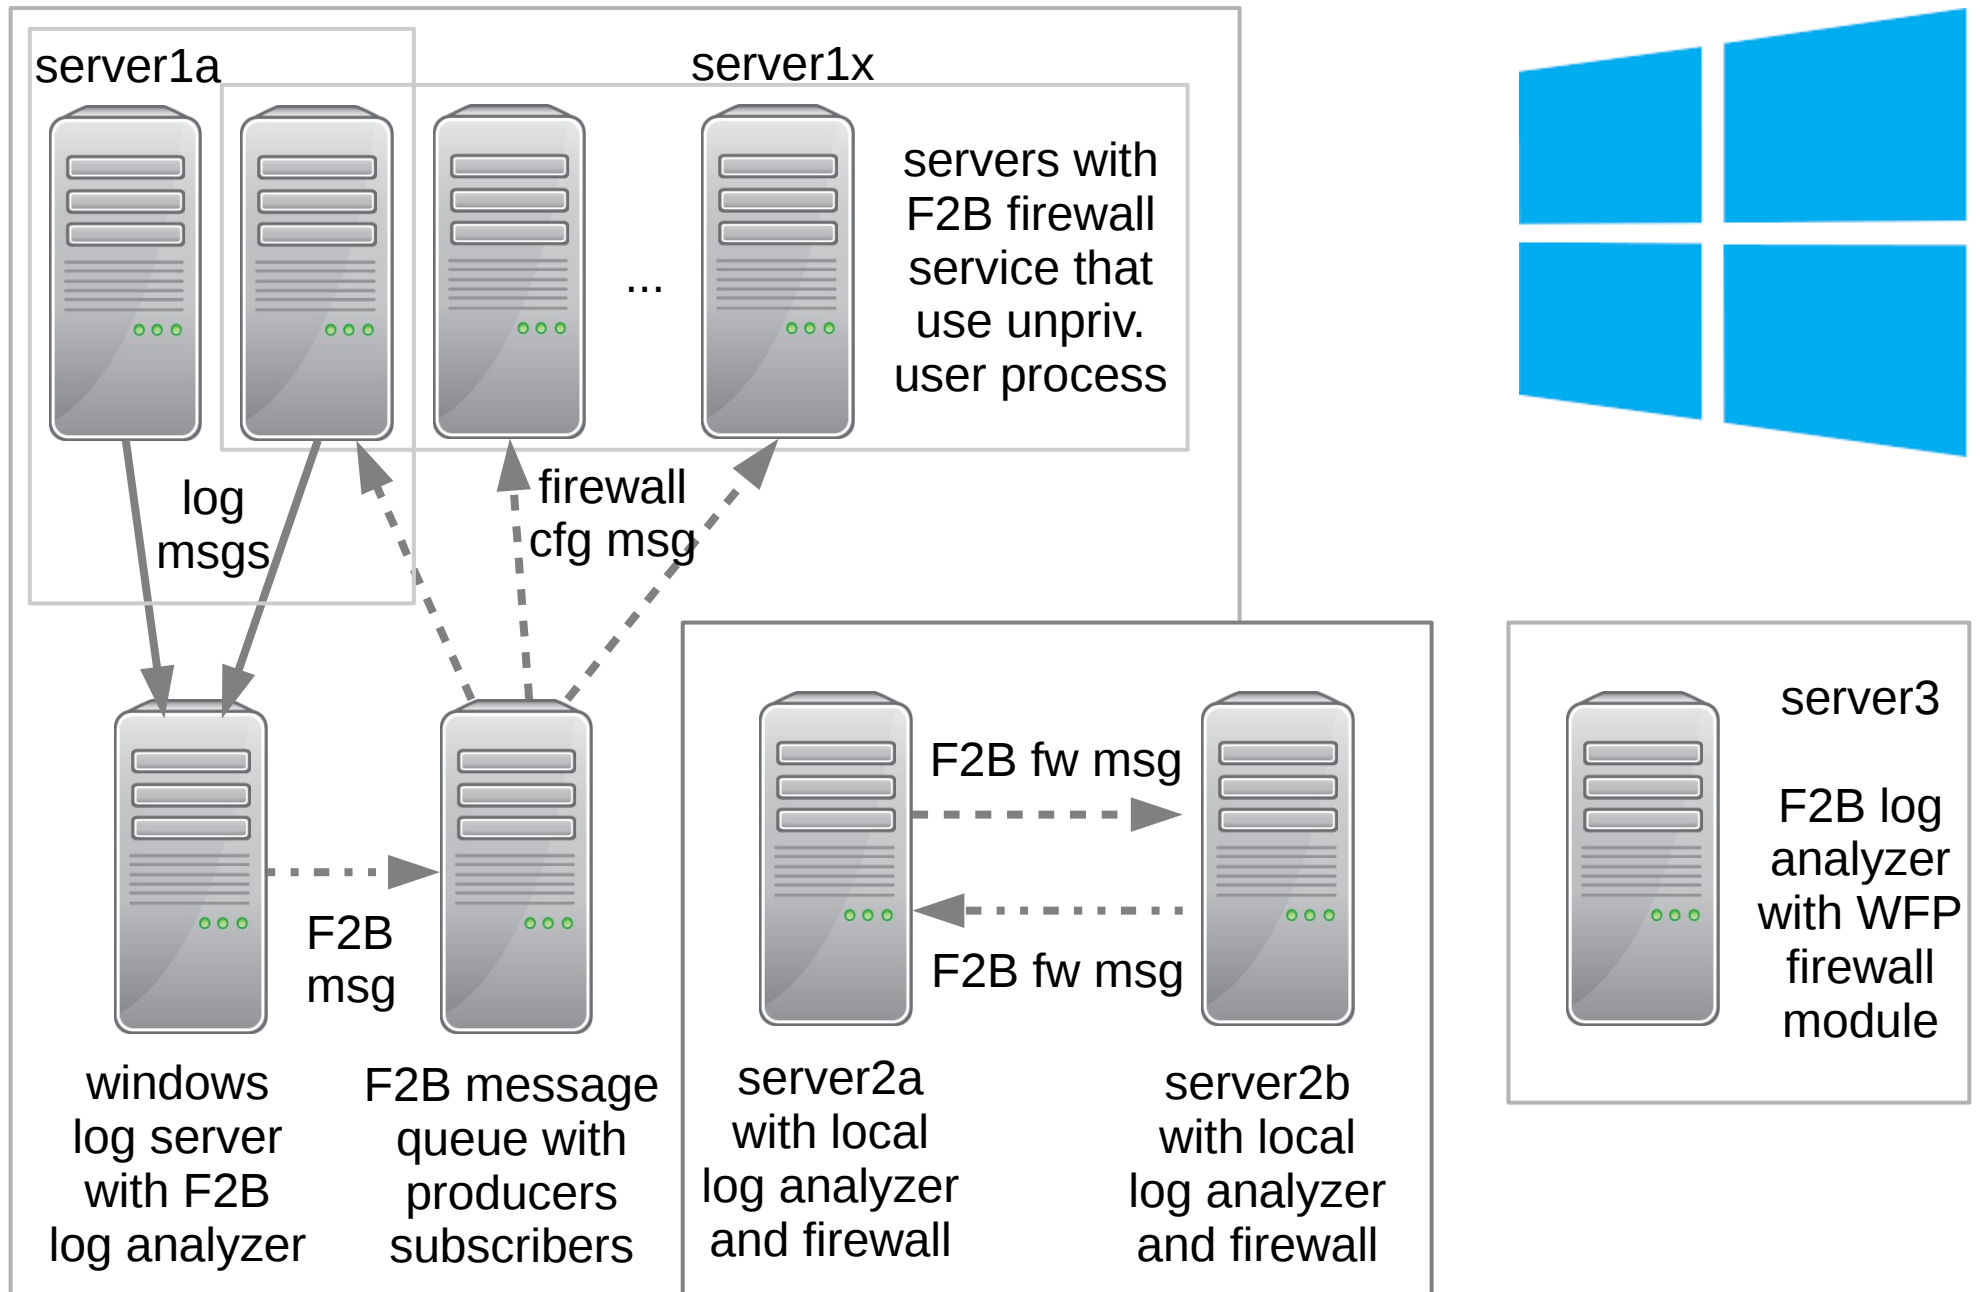 server1a
server1x
servers with
F2B firewall
service that
use unpriv.
user process
...
log
msgs
firewall
cfg msg
F2B
msg
windows
log server
with F2B
log analyzer
F2B message
queue with
producers
subscribers
F2B fw msg
F2B fw msg
server2a
with local
log analyzer
and firewall
server2b
with local
log analyzer
and firewall
server3
F2B log
analyzer
with WFP
firewall
module